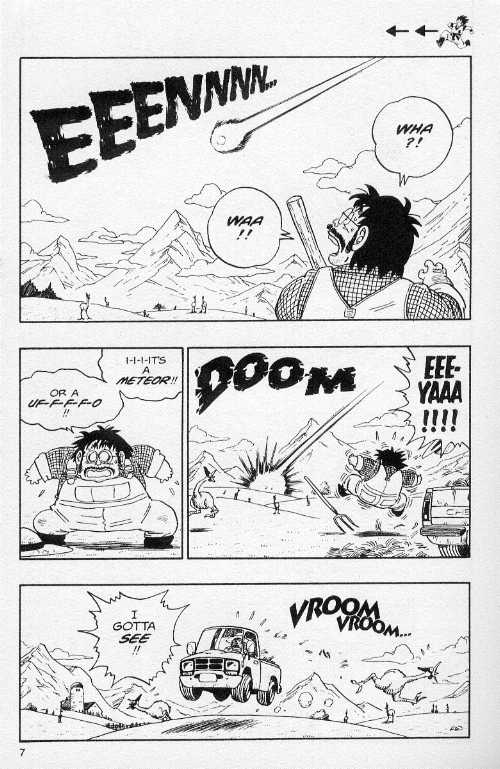 EEENNNN...
WHA
?!
WAA
!!
I-I-I-IT'S
A
METEOR!!
OR A
UF-F-F-F-O
!!
DOOM
EEE-
YAAA
!!!!
VROOM
VROOM...
I
GOTTA
SEE
!!
7